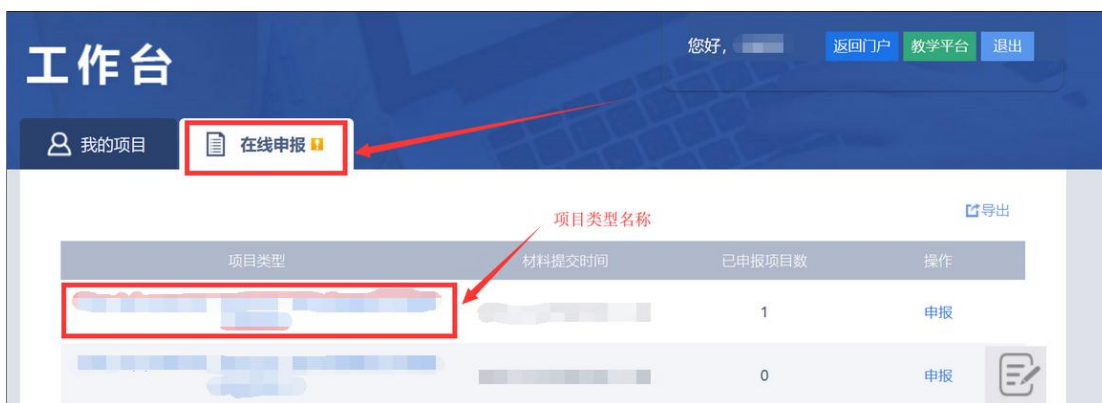 工作台
您好，
返回门户 教学平台 退出
我的项目 在线申报
项目类型名称
导出
项目类型 材料提交时间 已申报项目数 操作
1 申报
0 申报